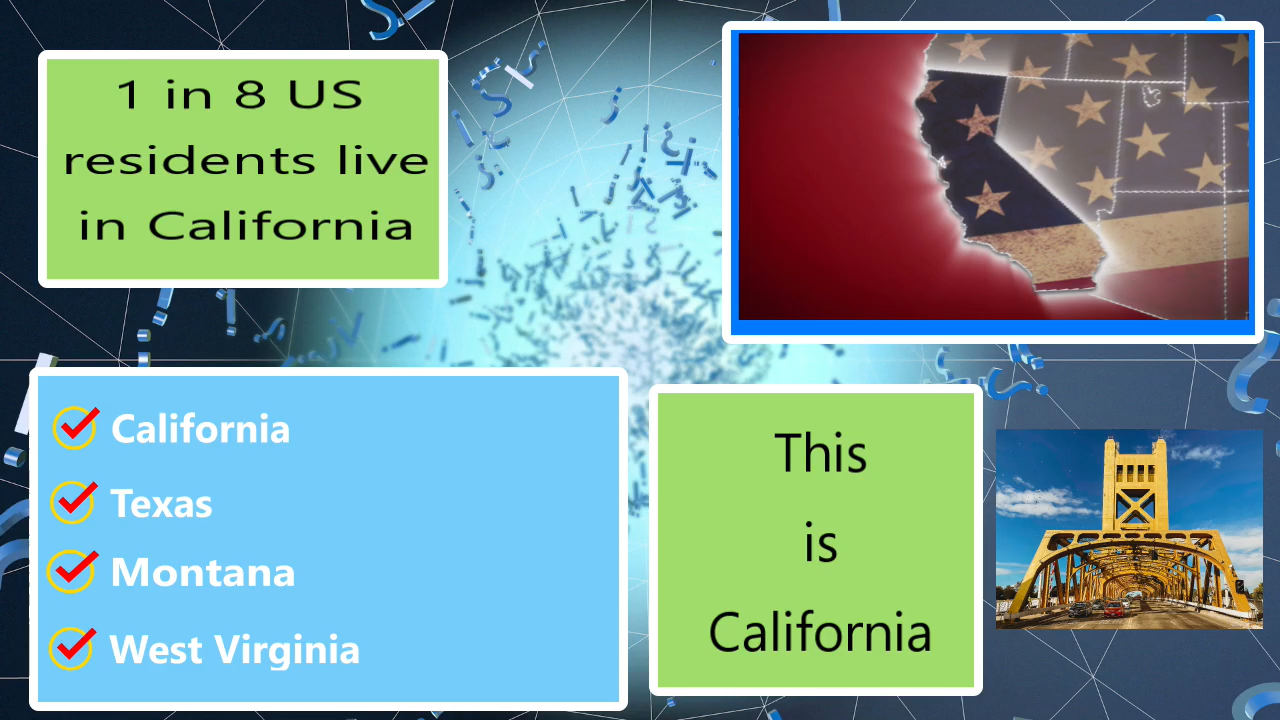 1 in 8 US
residents live
in California
California
Texas
Montana
West Virginia
This
is
California